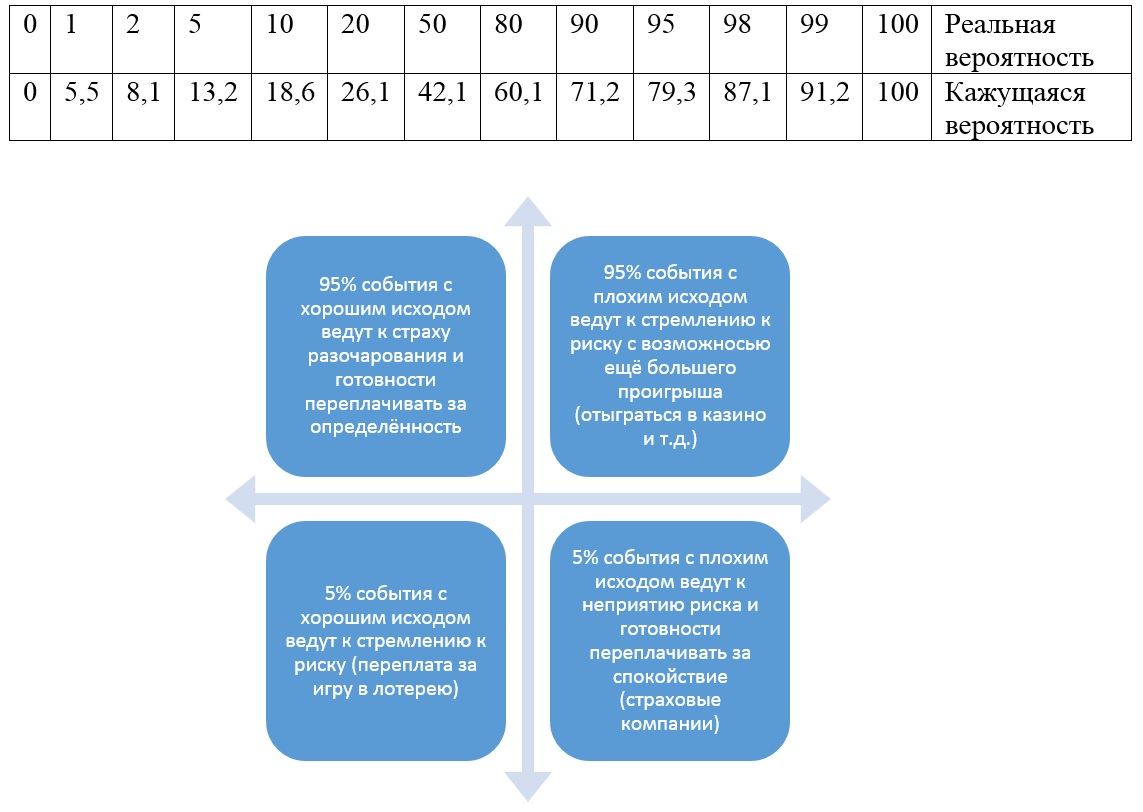 0 1 2 5 10 20 50 80 90 95 98 99 100 Реальная
вероятность
0 5,5 8,1 13,2 18,6 26,1 42,1 60,1 71,2 79,3 87,1 91,2 100 Кажущаяся
вероятность
95% события с
хорошим исходом
ведут к страху
разочарования и
готовности
переплачивать за
определённость
95% события с
плохим исходом
ведут к стремлению к
риску с возможносью
ещё большего
проигрыша
(отыграться в казино
и т.д.)
5% события с
хорошим исходом
ведут к стремлению к
риску (переплата за
игру в лотерею)
5% события с плохим
исходом ведут к
неприятию риска и
готовности
переплачивать за
спокойствие
(страховые
компании)